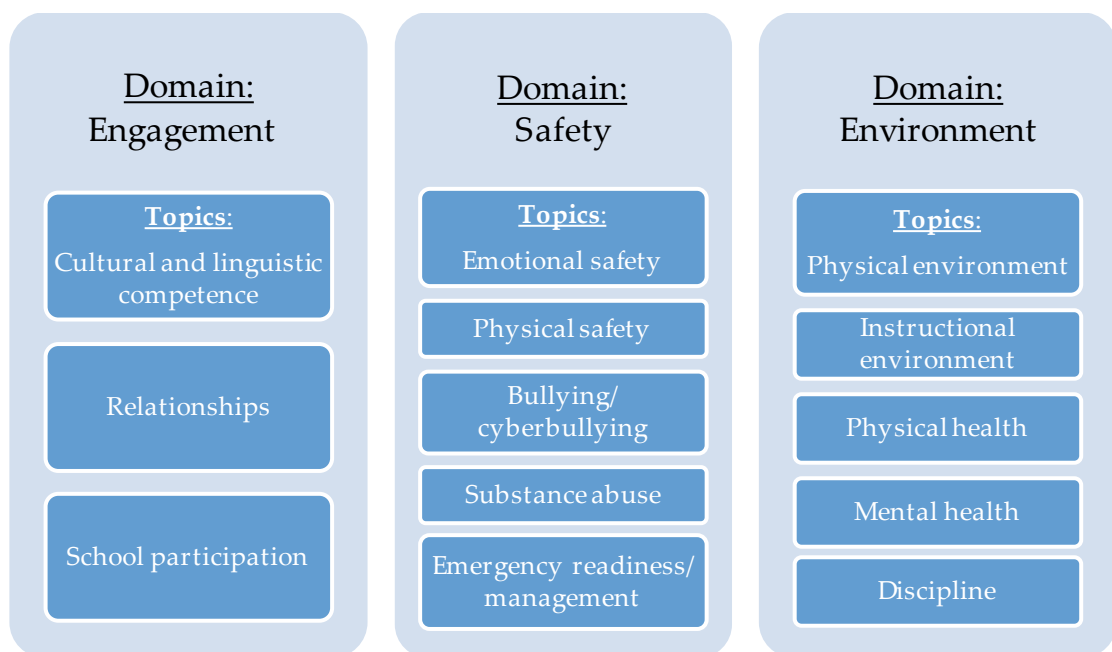 Domain:
Engagement
Topics:
Cultural and linguistic
competence
Relationships
School participation
Domain:
Safety
Topics:
Emotional safety
Physical safety
Bullying/
cyberbullying
Substance abuse
Emergency readiness/
management
Domain:
Environment
Topics:
Physical environment
Instructional
environment
Physical health
Mental health
Discipline